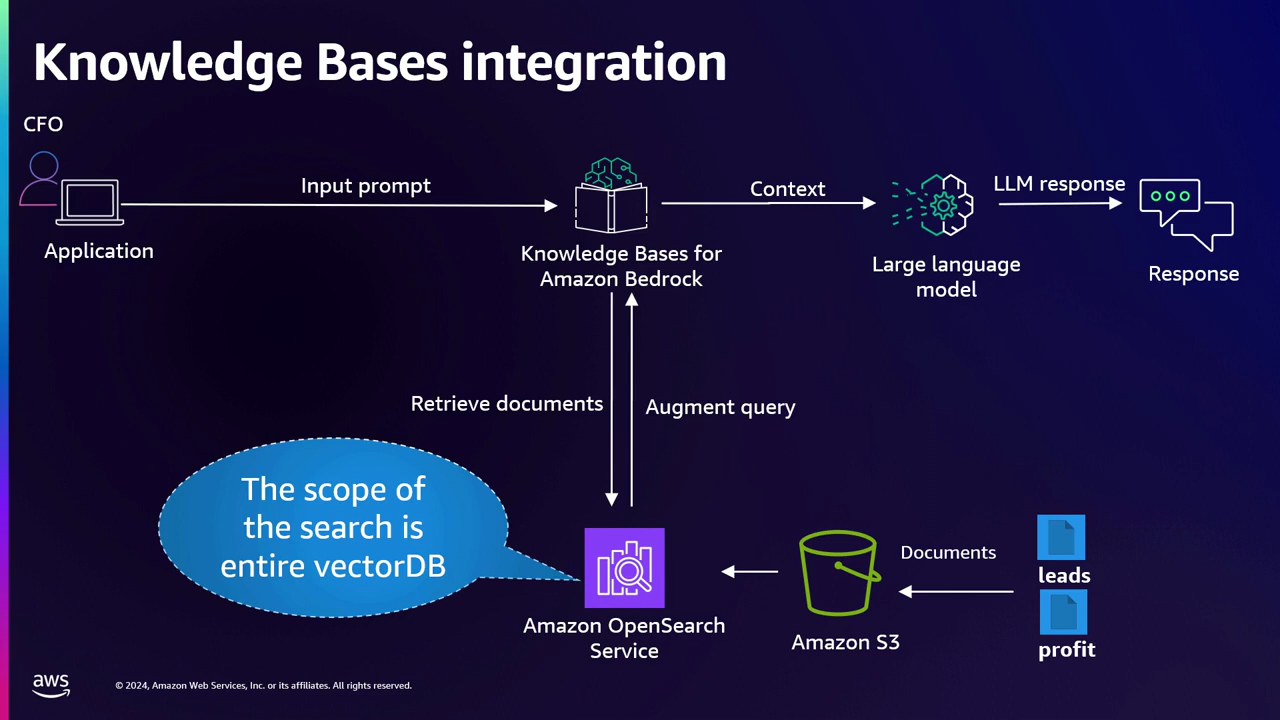 Knowledge Bases integration
CFO
Input prompt
Context
LLM response
Application
Knowledge Bases for
Amazon Bedrock
Large language
model
Response
Retrieve documents
Augment query
The scope of
the search is
entire vectorDB
Documents
leads
profit
Amazon OpenSearch
Service
Amazon S3
aws
© 2024, Amazon Web Services, Inc. or its affiliates. All rights reserved.